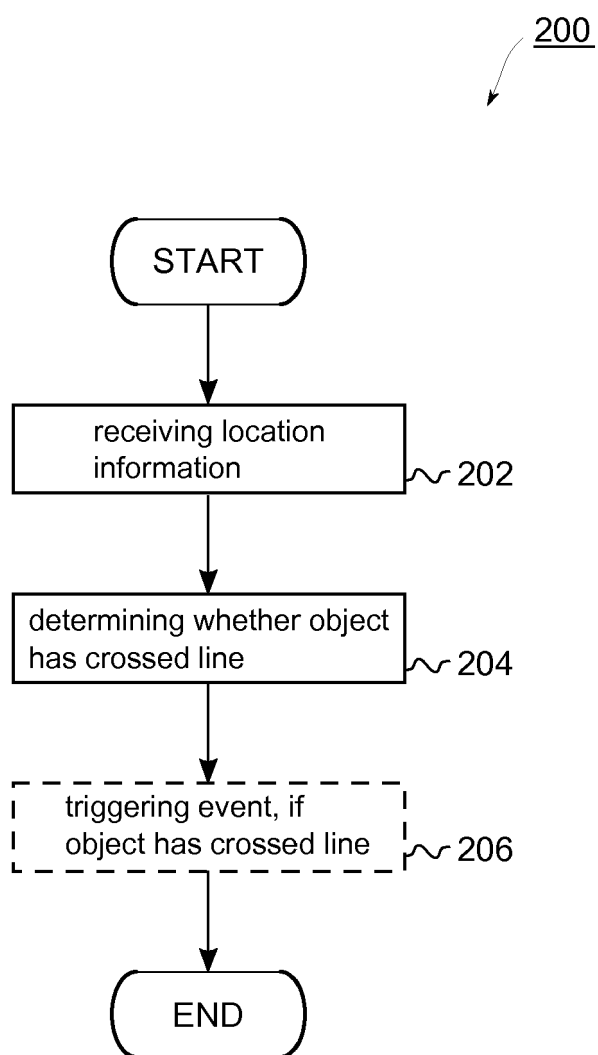 200
START
receiving location
information
202
determining whether object
has crossed line
204
triggering event, if
object has crossed line
206
END